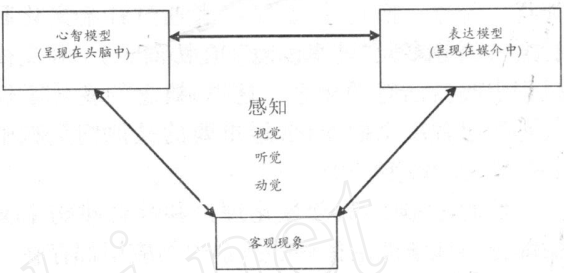 心智模型
(呈现在头脑中)
表达模型
(呈现在媒介中)
感知
视觉
听觉
动觉
客观现象